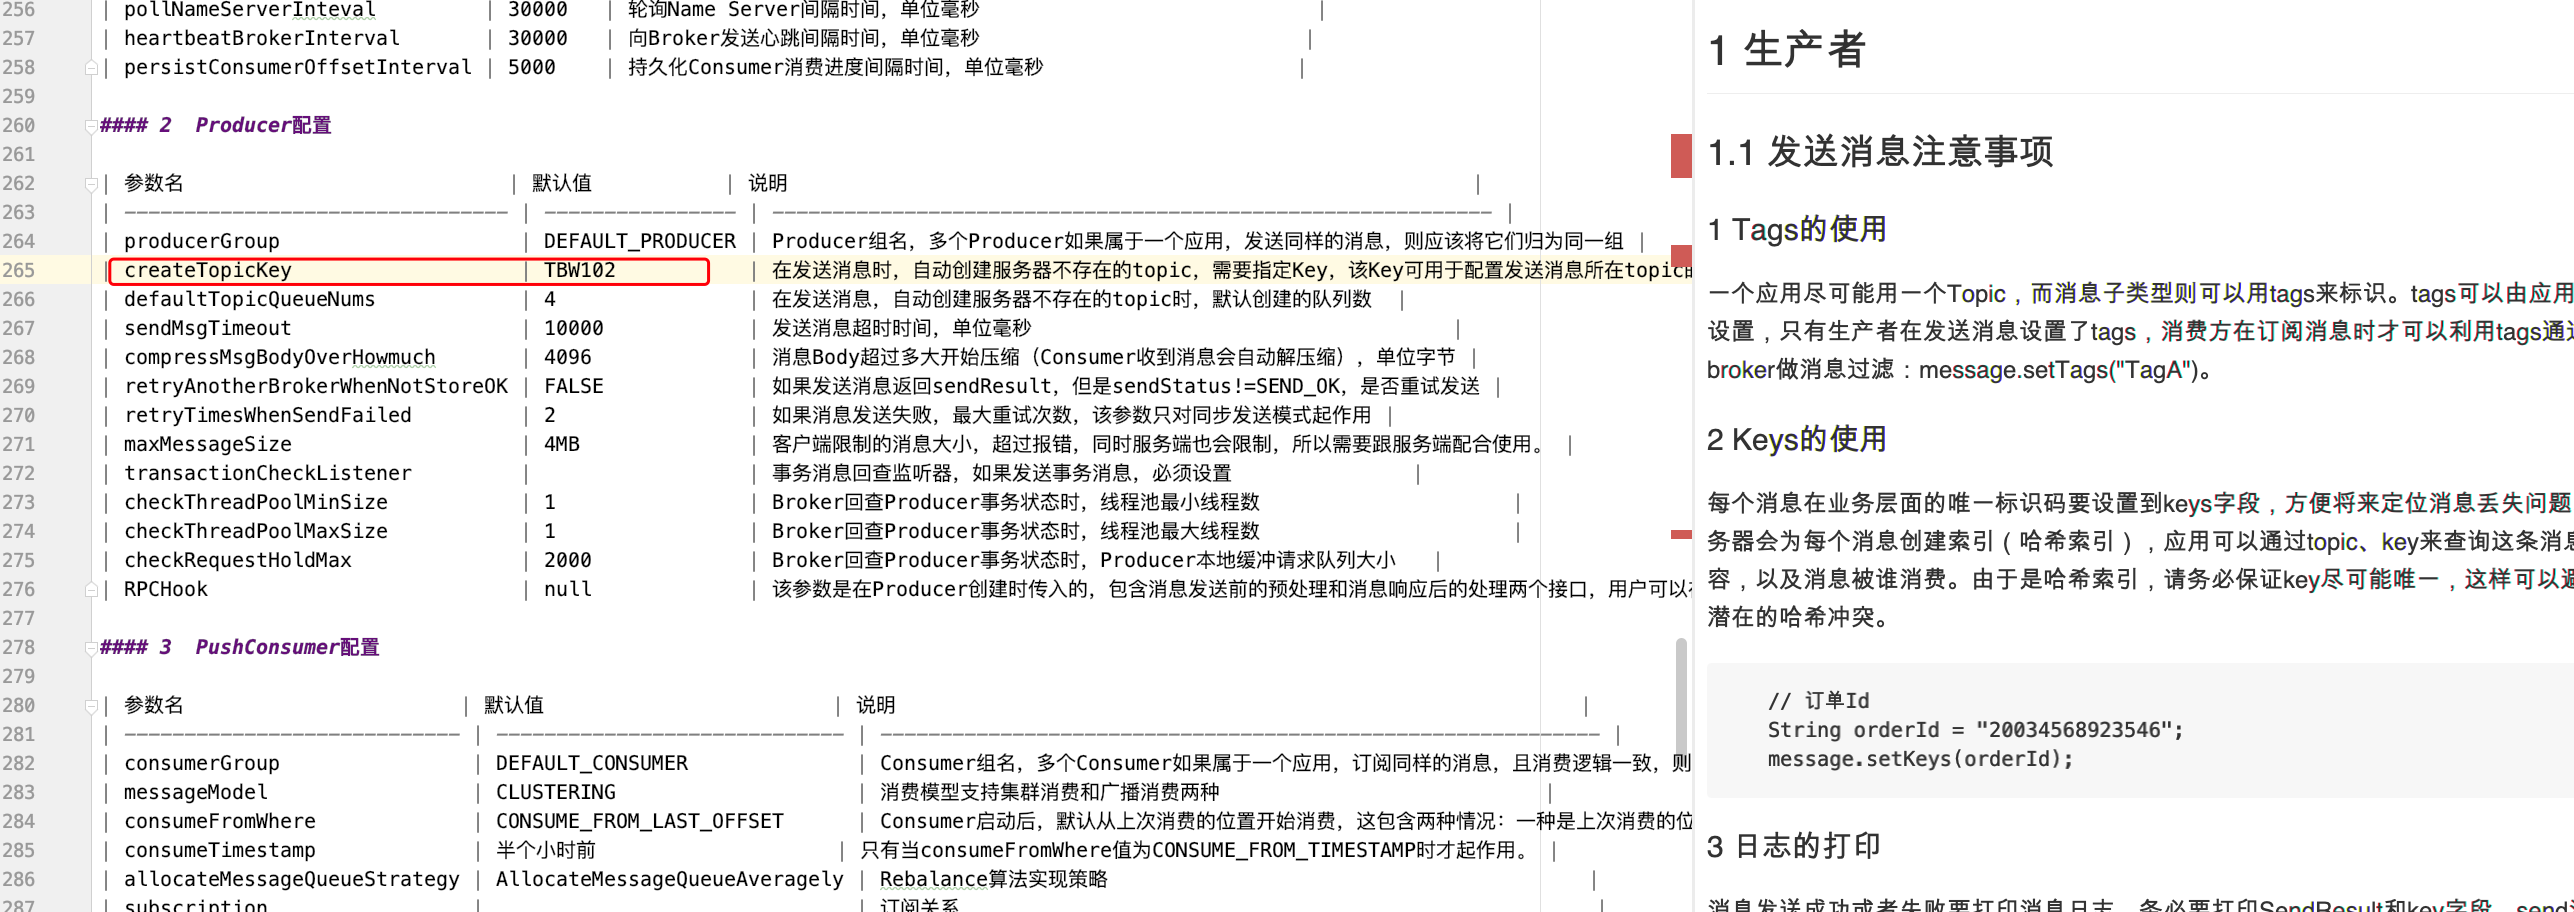 256 | pollNameServerInteval | 30000 | 轮询Name Server间隔时间，单位毫秒 |
257 | heartbeatBrokerInterval | 30000 | 向Broker发送心跳间隔时间，单位毫秒 |
258 | persistConsumerOffsetInterval | 5000 | 持久化Consumer消费进度间隔时间，单位毫秒 |
259
260 #### 2 Producer配置
261
262 | 参数名 | 默认值 | 说明 |
263 | -------------------------------- | ---------------- | ------------------------------------------------------------ |
264 | producerGroup | DEFAULT_PRODUCER | Producer组名，多个Producer如果属于一个应用，发送同样的消息，则应该将它们归为同一组 |
265 | createTopicKey | TBW102 | 在发送消息时，自动创建服务器不存在的topic，需要指定Key，该Key可用于配置发送消息所在topic
266 | defaultTopicQueueNums | 4 | 在发送消息，自动创建服务器不存在的topic时，默认创建的队列数 |
267 | sendMsgTimeout | 10000 | 发送消息超时时间，单位毫秒 |
268 | compressMsgBodyOverHowmuch | 4096 | 消息Body超过多大开始压缩（Consumer收到消息会自动解压缩），单位字节 |
269 | retryAnotherBrokerWhenNotStoreOK | FALSE | 如果发送消息返回sendResult，但是sendStatus!=SEND_OK，是否重试发送 |
270 | retryTimesWhenSendFailed | 2 | 如果消息发送失败，最大重试次数，该参数只对同步发送模式起作用 |
271 | maxMessageSize | 4MB | 客户端限制的消息大小，超过报错，同时服务端也会限制，所以需要跟服务端配合使用。 |
272 | transactionCheckListener | | 事务消息回查监听器，如果发送事务消息，必须设置 |
273 | checkThreadPoolMinSize | 1 | Broker回查Producer事务状态时，线程池最小线程数 |
274 | checkThreadPoolMaxSize | 1 | Broker回查Producer事务状态时，线程池最大线程数 |
275 | checkRequestHoldMax | 2000 | Broker回查Producer事务状态时，Producer本地缓冲请求队列大小 |
276 | RPCHook | null | 该参数是在Producer创建时传入的，包含消息发送前的预处理和消息响应后的处理两个接口，用户可以
277
278 #### 3 PushConsumer配置
279
280 | 参数名 | 默认值 | 说明 |
281 | ---------------------------- | ----------------------------- | ------------------------------------------------------------ |
282 | consumerGroup | DEFAULT_CONSUMER | Consumer组名，多个Consumer如果属于一个应用，订阅同样的消息，且消费逻辑一致，则
283 | messageModel | CLUSTERING | 消费模型支持集群消费和广播消费两种 |
284 | consumeFromWhere | CONSUME_FROM_LAST_OFFSET | Consumer启动后，默认从上次消费的位置开始消费，这包含两种情况：一种是上次消费的位
285 | consumeTimestamp | 半个小时前 | 只有当consumeFromWhere值为CONSUME_FROM_TIMESTAMP时才起作用。 |
286 | allocateMessageQueueStrategy | AllocateMessageQueueAveragely | Rebalance算法实现策略 |
287 | subscription | | 订阅关系 |
1 生产者
1.1 发送消息注意事项
1 Tags的使用
一个应用尽可能用一个Topic，而消息子类型则可以用tags来标识。tags可以由应用
设置，只有生产者在发送消息设置了tags，消费方在订阅消息时才可以利用tags通过
broker做消息过滤：message.setTags("TagA")。
2 Keys的使用
每个消息在业务层面的唯一标识码要设置到keys字段，方便将来定位消息丢失问题
务器会为每个消息创建索引（哈希索引），应用可以通过topic、key来查询这条消息
容，以及消息被谁消费。由于是哈希索引，请务必保证key尽可能唯一，这样可以避
潜在的哈希冲突。
// 订单Id
String orderId = "20034568923546";
message.setKeys(orderId);
3 日志的打印
消息发送成功或者失败要打印消息日志，务必要打印SendResult和key字段。send